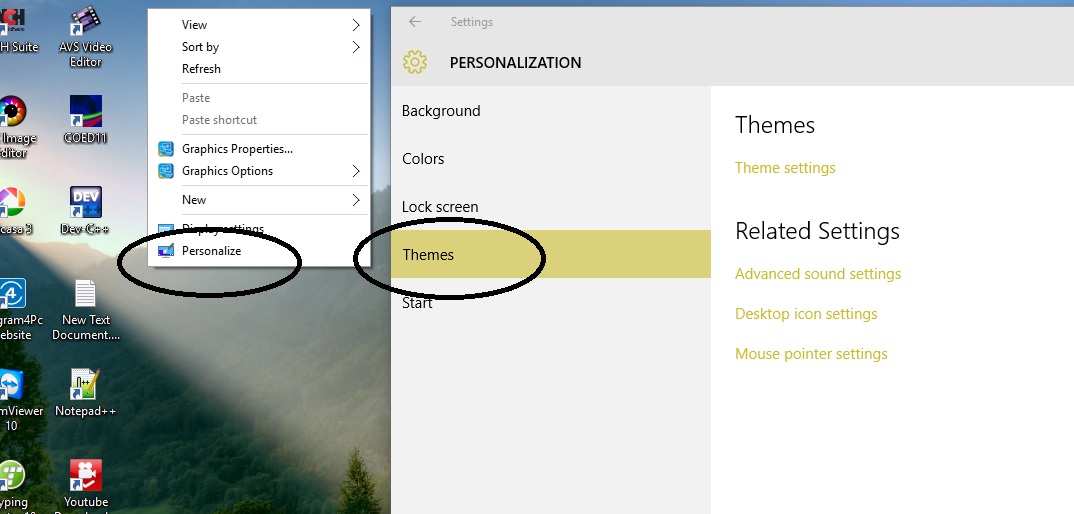 H Suite
AVS Video
Editor
Image
ditor
COED11
casa 3
Dev-C++
gram4Pc
ebsite
New Text
Document....
mViewer
10
Notepad++
yping
Youtube
View
Sort by
Refresh
Paste
Paste shortcut
Graphics Properties...
Graphics Options
New
Display settings
Personalize
Settings
PERSONALIZATION
Background
Colors
Lock screen
Themes
Start
Themes
Theme settings
Related Settings
Advanced sound settings
Desktop icon settings
Mouse pointer settings